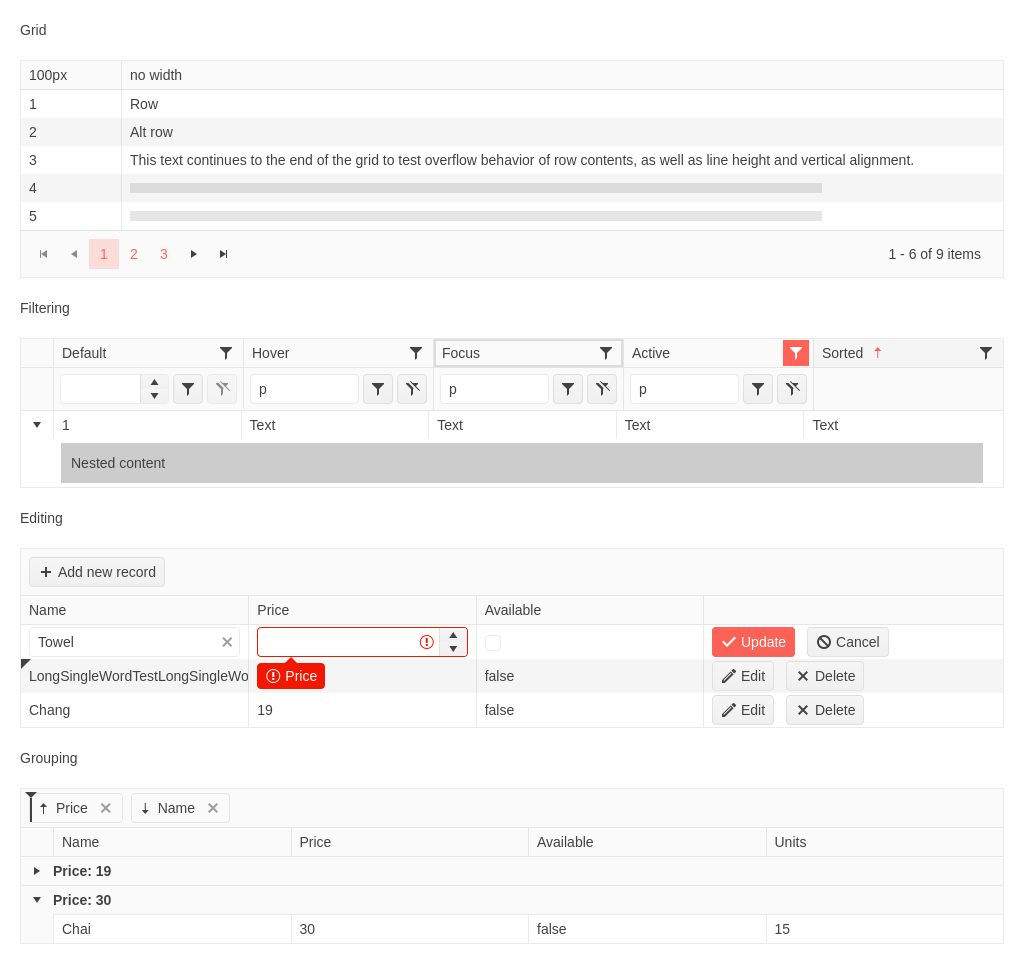 Grid
100px no width
1 Row
2 Alt row
3 This text continues to the end of the grid to test overflow behavior of row contents, as well as line height and vertical alignment.
4
5
1 2 3 1 - 6 of 9 items
Filtering
Default Hover Focus Active Sorted
p p p
1 Text Text Text Text
Nested content
Editing
Add new record
Name Price Available
Towel Update Cancel
LongSingleWordTestLongSingleWo Price false Edit Delete
Chang 19 false Edit Delete
Grouping
Price Name
Name Price Available Units
Price: 19
Price: 30
Chai 30 false 15